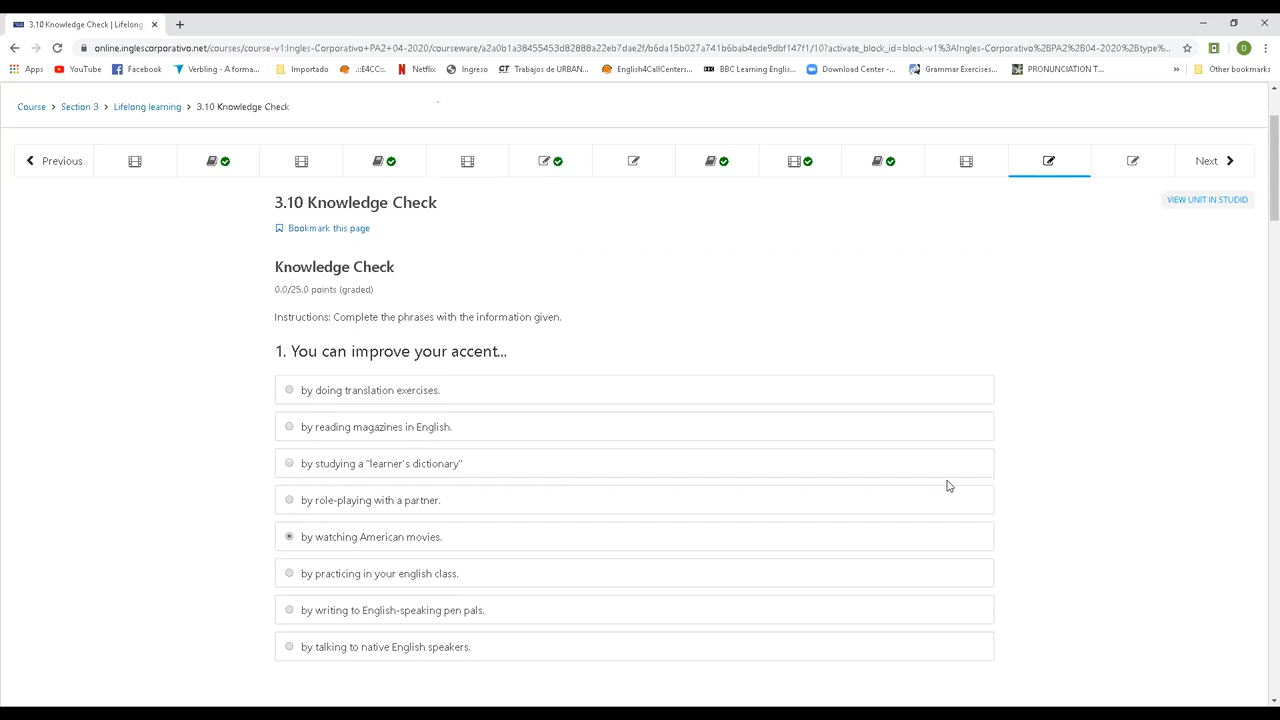 3.10 Knowledge Check | Lifelong
online.inglescorporativo.net/courses/course-v1:Ingles-Corporativo+PA2+04-2020/courseware/a2a0b1a38455453d82888a22eb7dae2f/b6da15b027a741b6bab4ede9dbf147f1/10?activate_block_id=block-v1%3AIngles-Corporativo%2BPA2%2B04-2020%2Btype%...
D
Apps YouTube Facebook Verbling - A forma... Importado .::E4CC::. Netflix Ingreso CT Trabajos de URBAN... English4CallCenters... BBC BBC Learning Englis... Download Center -... Grammar Exercises... PRONUNCIATION T... » Other bookmarks
Course > Section 3 > Lifelong learning > 3.10 Knowledge Check
Previous Next
3.10 Knowledge Check
VIEW UNIT IN STUDIO
Bookmark this page
Knowledge Check
0.0/25.0 points (graded)
Instructions: Complete the phrases with the information given.
1. You can improve your accent...
by doing translation exercises.
by reading magazines in English.
by studying a "learner's dictionary"
by role-playing with a partner.
by watching American movies.
by practicing in your english class.
by writing to English-speaking pen pals.
by talking to native English speakers.